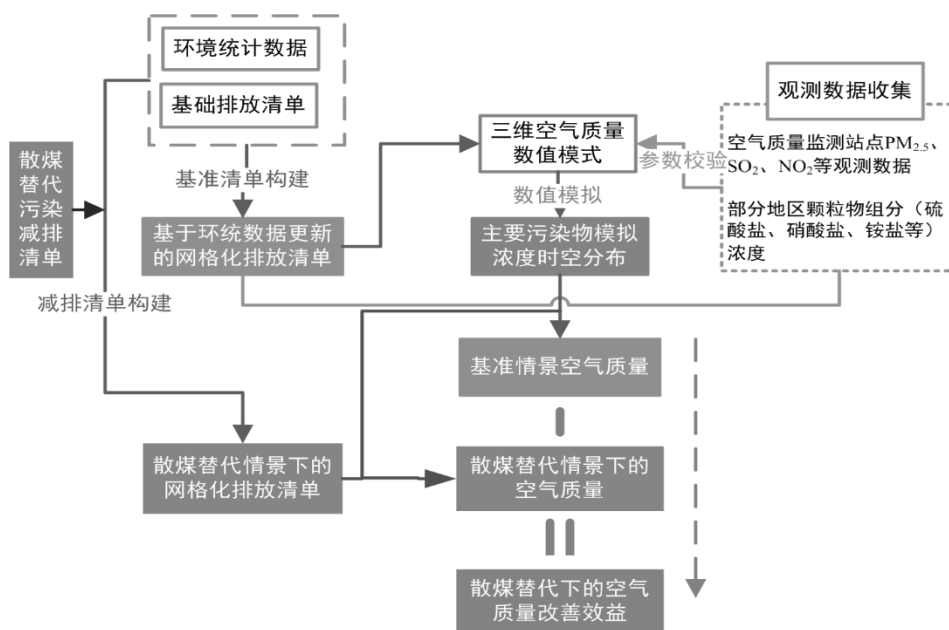 环境统计数据
基础排放清单
观测数据收集
三维空气质量
数值模式
空气质量监测站点PM2.5、
SO2、NO2等观测数据
部分地区颗粒物组分（硫
酸盐、硝酸盐、铵盐等）
浓度
参数校验
散煤
替代
污染
减排
清单
基准清单构建
数值模拟
基于环统数据更新
的网格化排放清单
主要污染物模拟
浓度时空分布
减排清单构建
基准情景空气质量
散煤替代情景下的
网格化排放清单
散煤替代情景下的
空气质量
散煤替代下的空气
质量改善效益